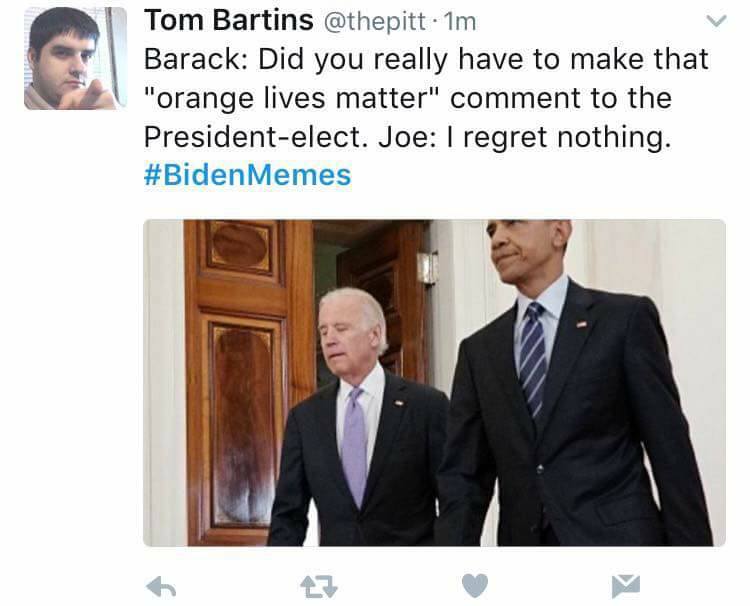 Tom Bartins @thepitt · 1m
Barack: Did you really have to make that
"orange lives matter" comment to the
President-elect. Joe: I regret nothing.
#BidenMemes